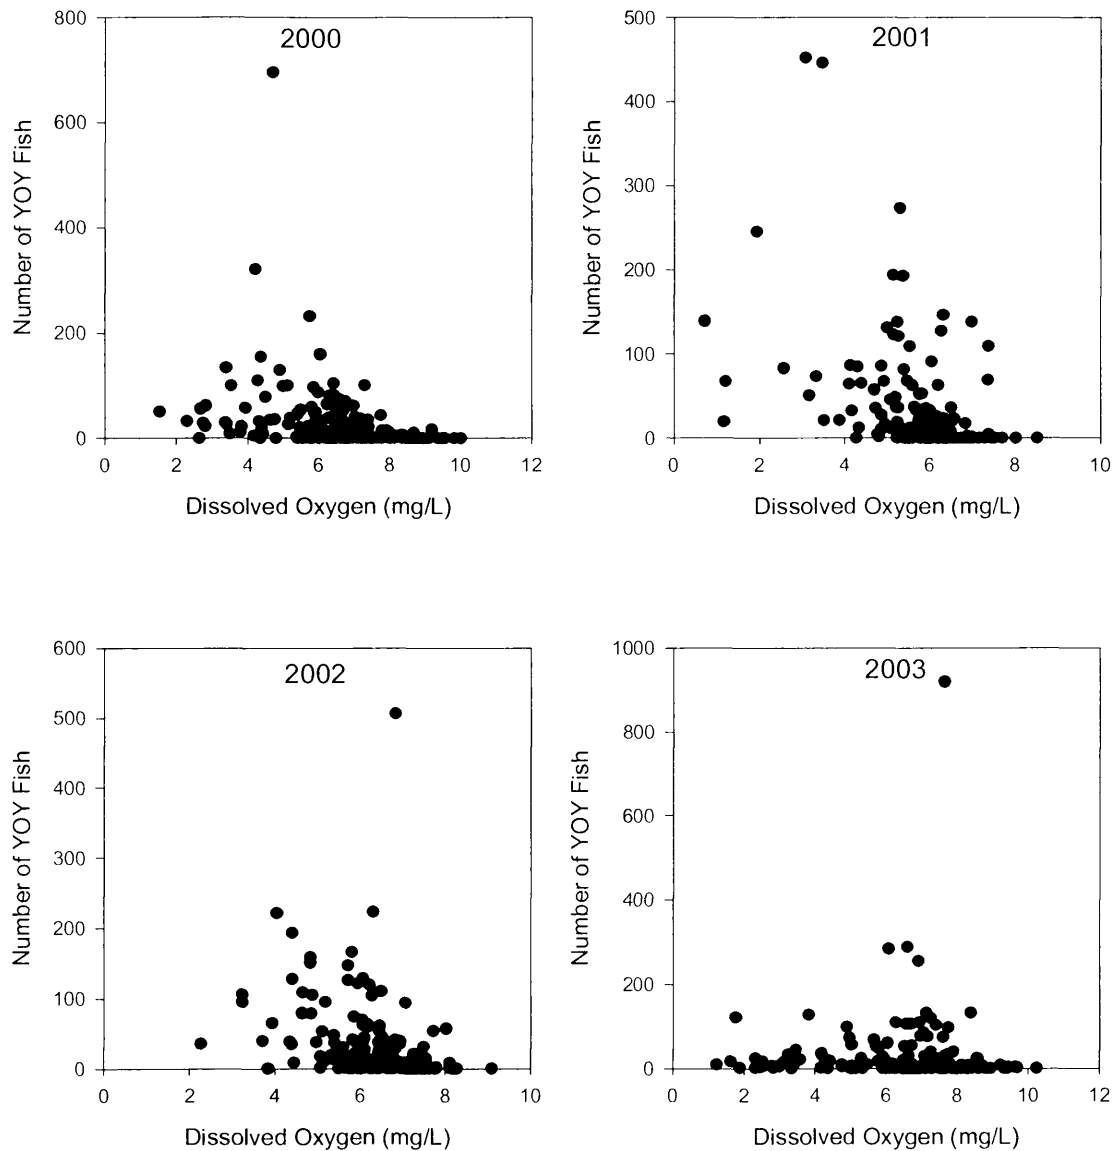 2000
800
600
400
200
0
Number of YOY Fish
0 2 4 6 8 10 12
Dissolved Oxygen (mg/L)
2001
500
400
300
200
100
0
Number of YOY Fish
0 2 4 6 8 10
Dissolved Oxygen (mg/L)
2002
600
500
400
300
200
100
0
Number of YOY Fish
0 2 4 6 8 10
Dissolved Oxygen (mg/L)
2003
1000
800
600
400
200
0
Number of YOY Fish
0 2 4 6 8 10 12
Dissolved Oxygen (mg/L)